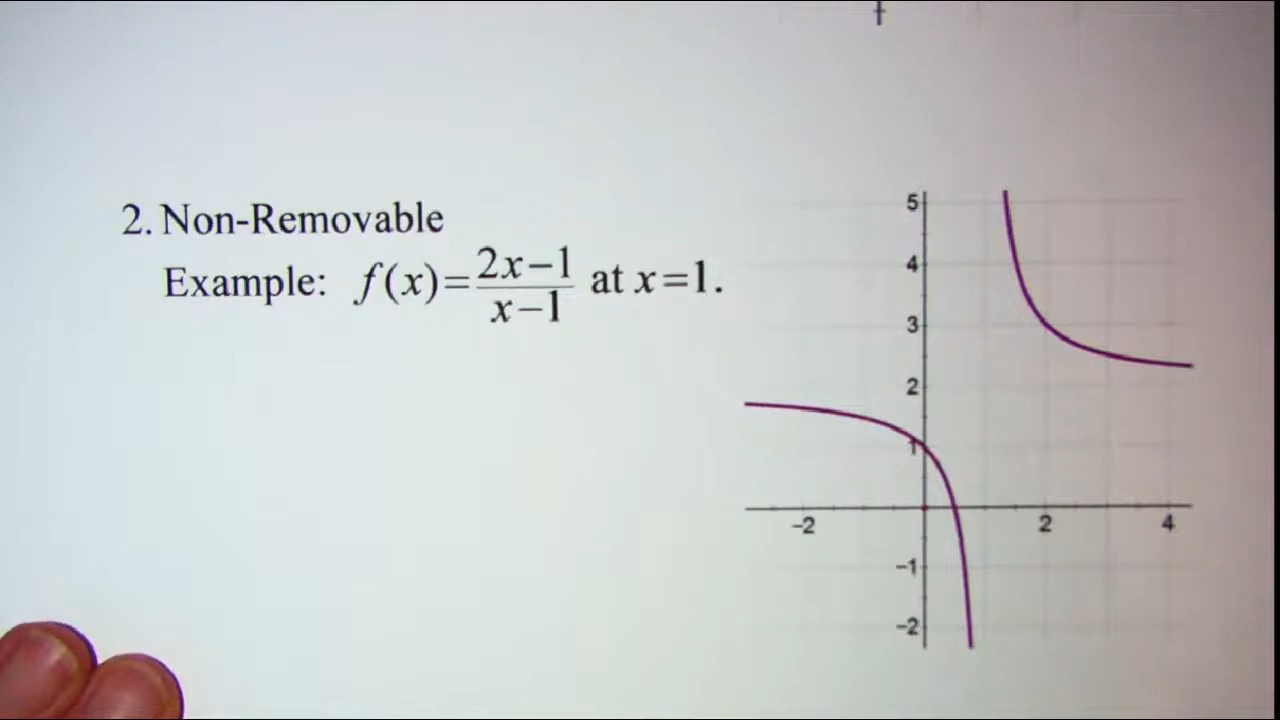 2. Non-Removable
Example: f(x)=\frac{2x-1}{x-1} at x=1.
5
4
3
2
1
-2 2 4
-1
-2